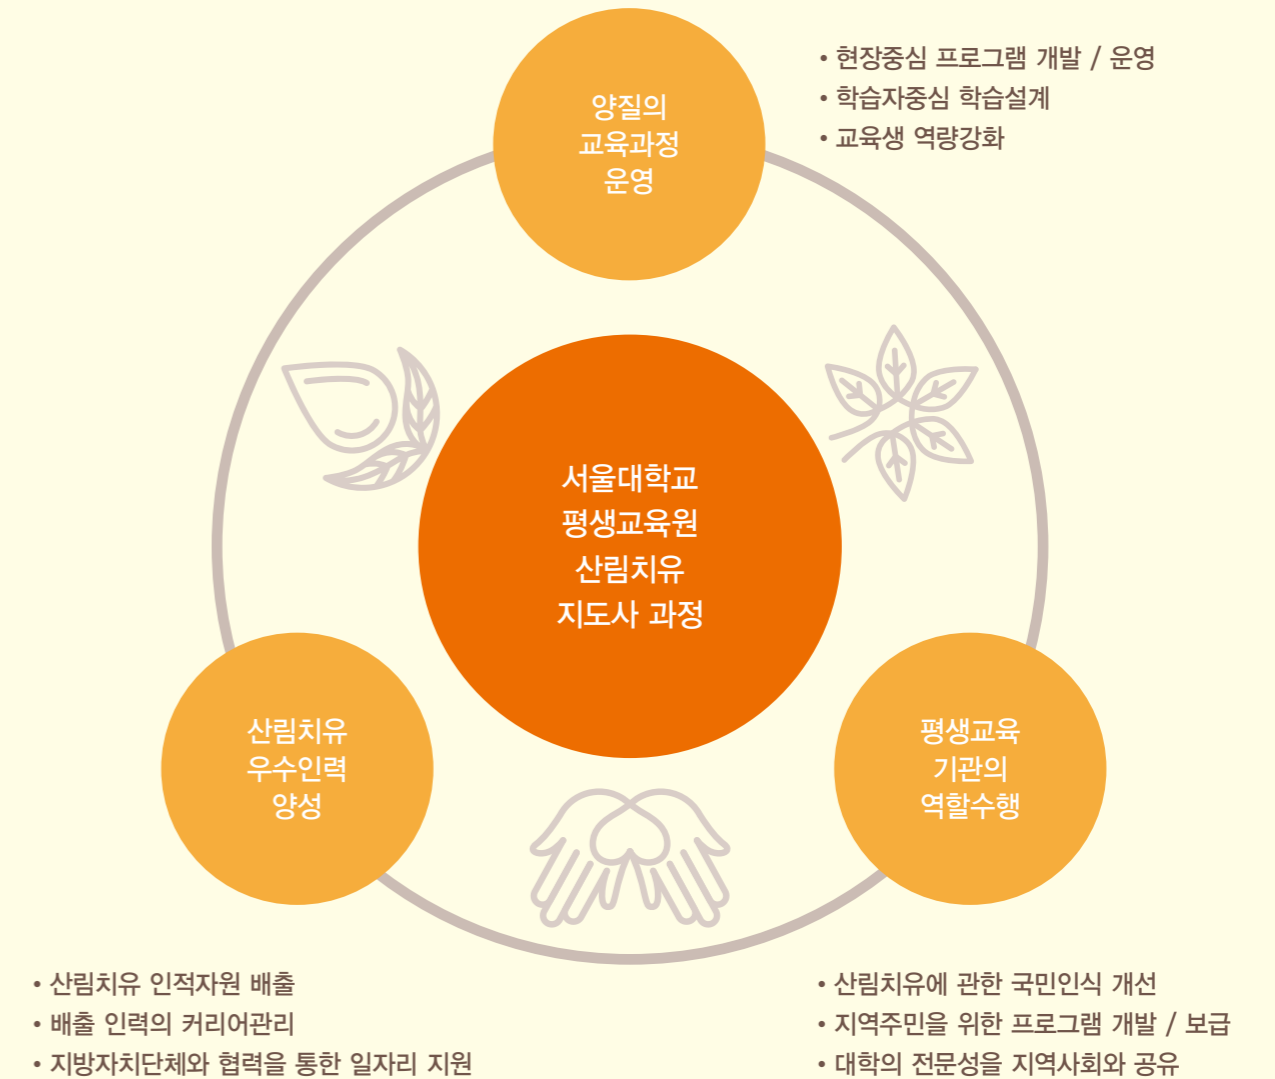 양질의
교육과정
운영
• 현장중심 프로그램 개발 / 운영
• 학습자중심 학습설계
• 교육생 역량강화
서울대학교
평생교육원
산림치유
지도사 과정
산림치유
우수인력
양성
평생교육
기관의
역할수행
• 산림치유 인적자원 배출
• 배출 인력의 커리어관리
• 지방자치단체와 협력을 통한 일자리 지원
• 산림치유에 관한 국민인식 개선
• 지역주민을 위한 프로그램 개발 / 보급
• 대학의 전문성을 지역사회와 공유